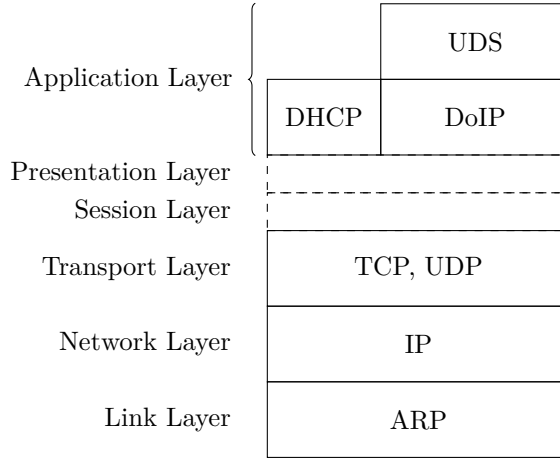 UDS
Application Layer
DHCP DoIP
Presentation Layer
Session Layer
Transport Layer TCP, UDP
Network Layer IP
Link Layer ARP